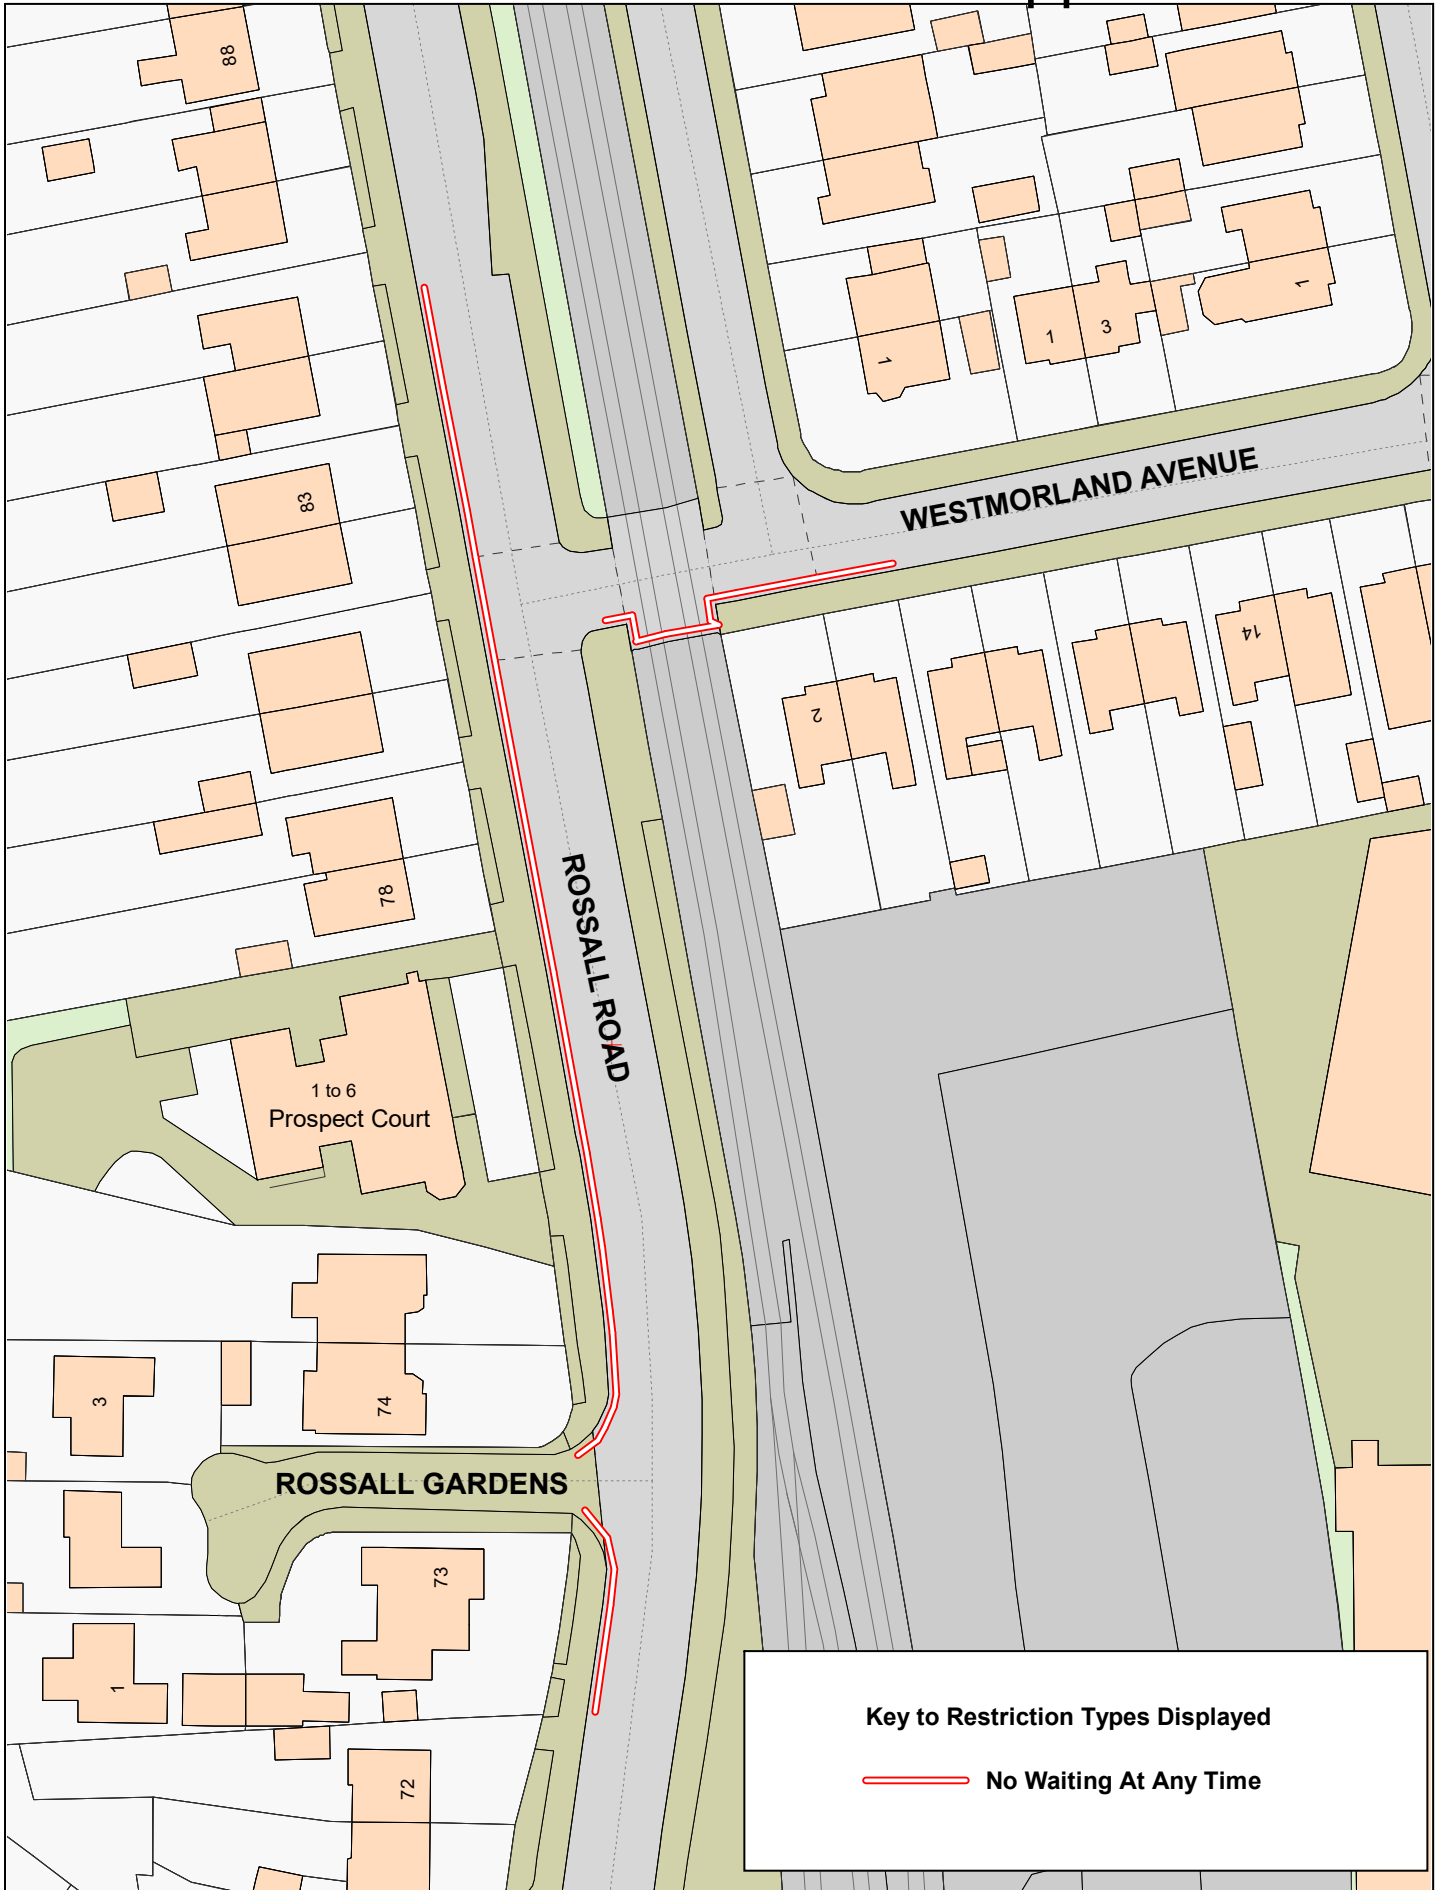 88
1
1
3
1
WESTMORLAND AVENUE
83
14
2
78
ROSSALL ROAD
1 to 6
Prospect Court
74
3
ROSSALL GARDENS
73
1
72
Key to Restriction Types Displayed
No Waiting At Any Time